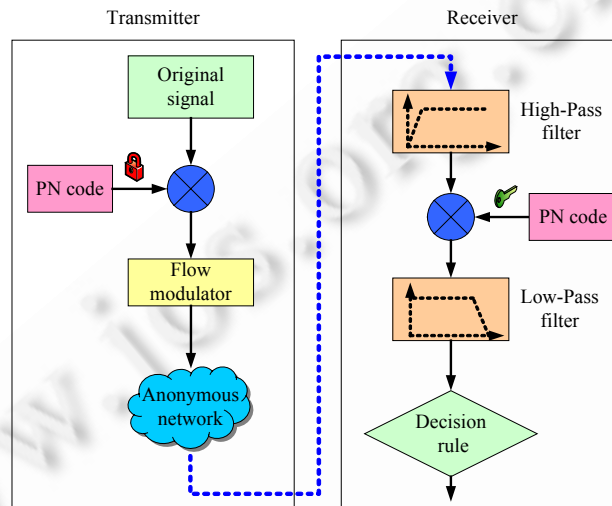 Transmitter
Original
signal
PN code
Flow
modulator
Anonymous
network
Receiver
High-Pass
filter
PN code
Low-Pass
filter
Decision
rule